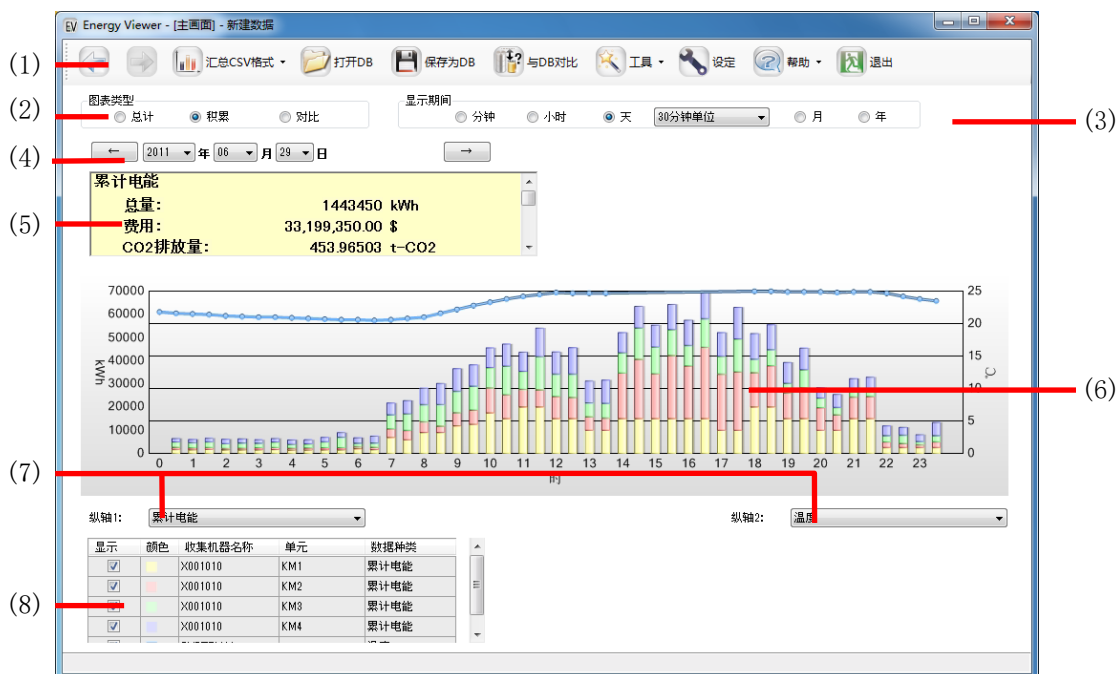 EV Energy Viewer - [主画面] - 新建数据
(1) 汇总CSV格式 打开DB 保存为DB 与DB对比 工具 设定 帮助 退出
(2) 图表类型 总计 积累 对比
显示期间 分钟 小时 天 30分钟单位 月 年 (3)
(4) ← 2011 年 06 月 29 日 →
累计电能
总量: 1443450 kWh
(5) 费用: 33,199,350.00 $
CO2排放量: 453.96503 t-CO2
70000 25
60000
50000 20
40000 15
30000 10 (6)
20000
10000 5
0 0
kWh
℃
0 1 2 3 4 5 6 7 8 9 10 11 12 13 14 15 16 17 18 19 20 21 22 23
时
(7)
纵轴1: 累计电能 纵轴2: 温度
显示 颜色 收集机器名称 单元 数据种类
X001010 KM1 累计电能
X001010 KM2 累计电能
(8) X001010 KM3 累计电能
X001010 KM4 累计电能